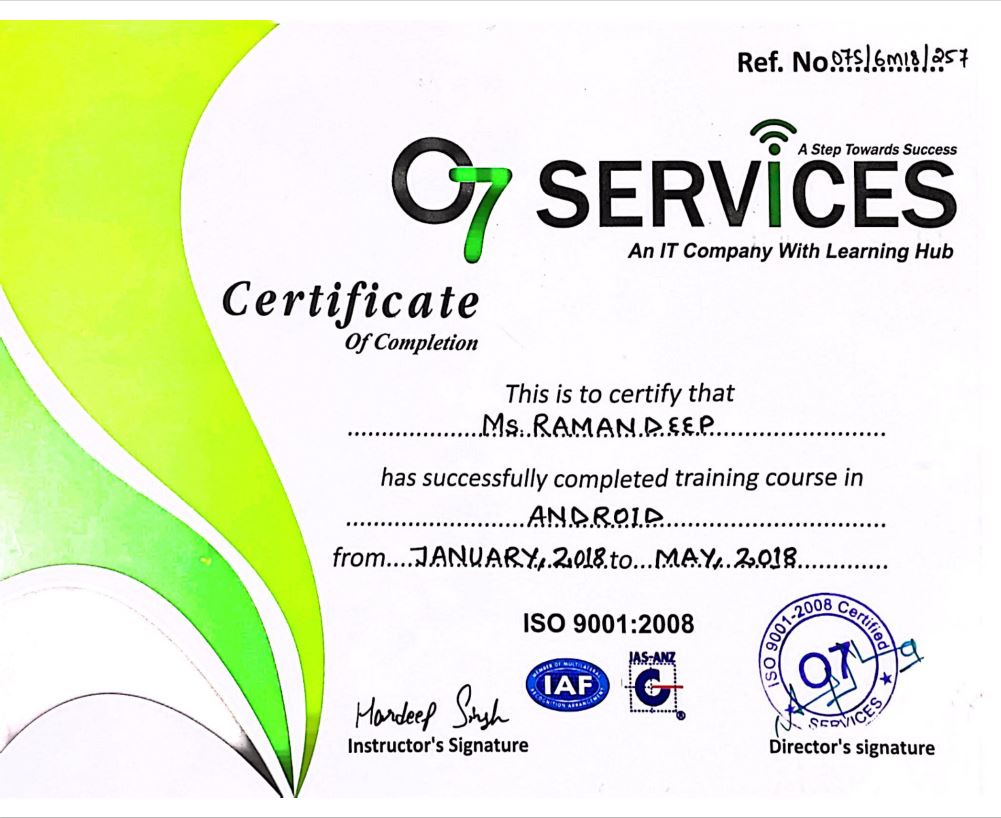 Ref. No. O7S/6M18/257
A Step Towards Success
O7 SERVICES
An IT Company With Learning Hub
Certificate
Of Completion
This is to certify that
Ms. RAMANDEEP
has successfully completed training course in
ANDROID
from JANUARY, 2018 to MAY, 2018
ISO 9001:2008
MEMBER OF MULTILATERAL
IAF
RECOGNITION ARRANGEMENT
JAS-ANZ
®
ISO 9001-2008 Certified
O7
SERVICES
Hardeep Singh
Instructor's Signature
Director's signature